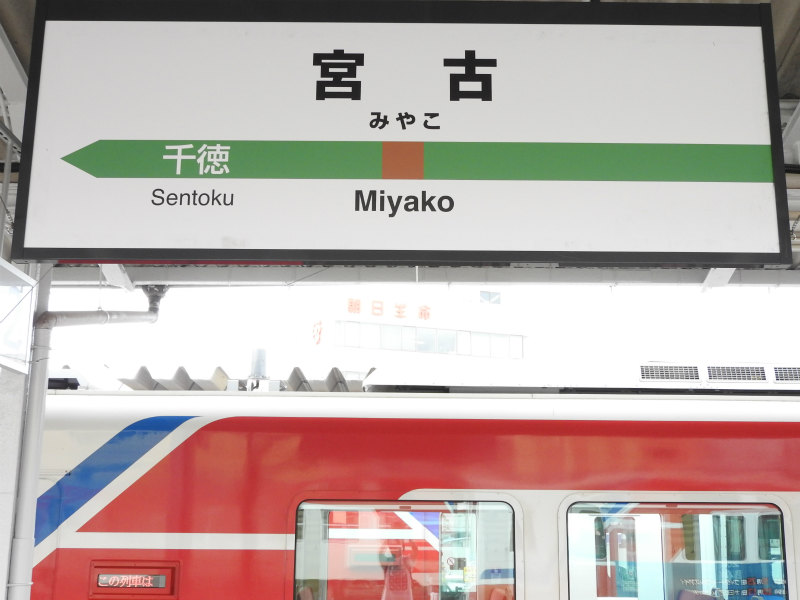 宮古
みやこ
千徳
Sentoku
Miyako
この列車は